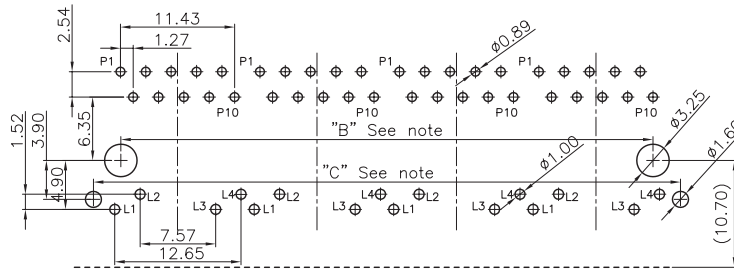 11.43
1.27
2.54
P1
P1
P1
P1
ø0.89
P10
P10
P10
P10
6.35
"B" See note
ø3.25
1.52
3.90
4.90
"C" See note
ø1.00
ø1.60
L2
L4
L2
L4
L2
L4
L2
L4
L1
L3
L1
L3
L1
L3
L1
L3
7.57
12.65
(10.70)